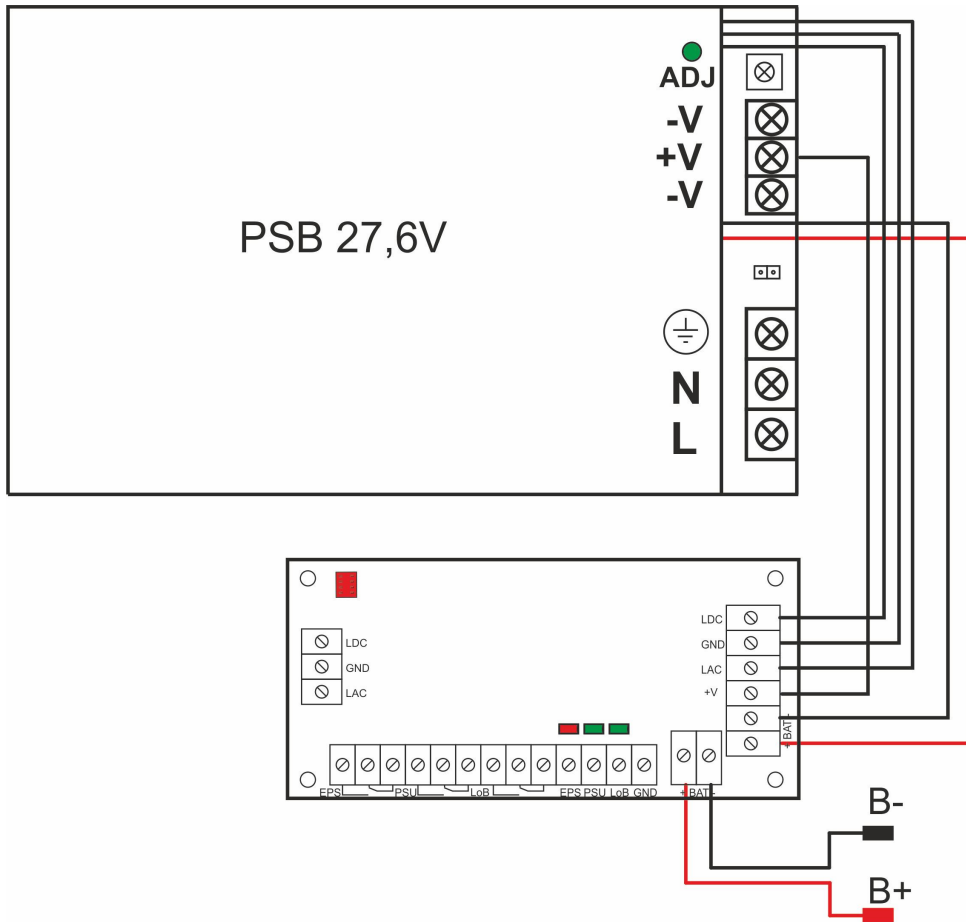 ADJ
-V
+V
-V
PSB 27,6V
N
L
LDC
GND
LAC
+V
+ BAT -
LDC
GND
LAC
EPS PSU LoB EPS PSU LoB GND
+ BAT -
B-
B+